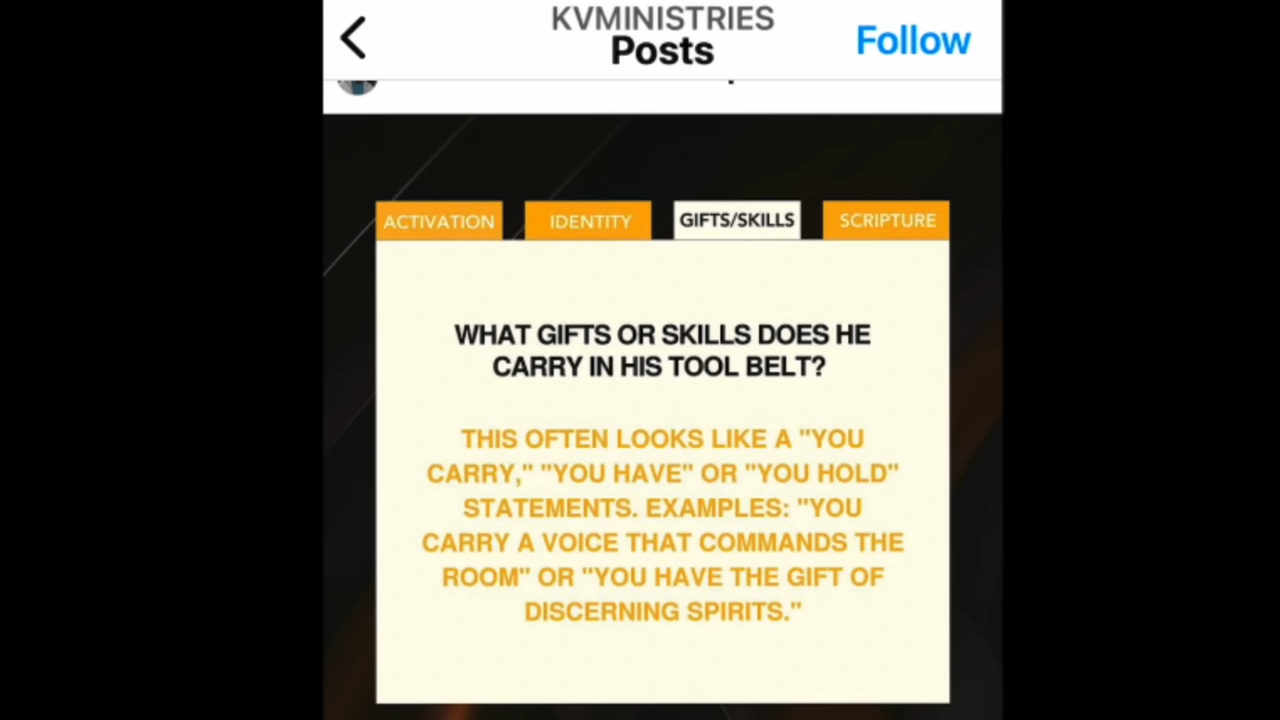 KVMINISTRIES
Posts
Follow
ACTIVATION
IDENTITY
GIFTS/SKILLS
SCRIPTURE
WHAT GIFTS OR SKILLS DOES HE
CARRY IN HIS TOOL BELT?
THIS OFTEN LOOKS LIKE A "YOU
CARRY," "YOU HAVE" OR "YOU HOLD"
STATEMENTS. EXAMPLES: "YOU
CARRY A VOICE THAT COMMANDS THE
ROOM" OR "YOU HAVE THE GIFT OF
DISCERNING SPIRITS."